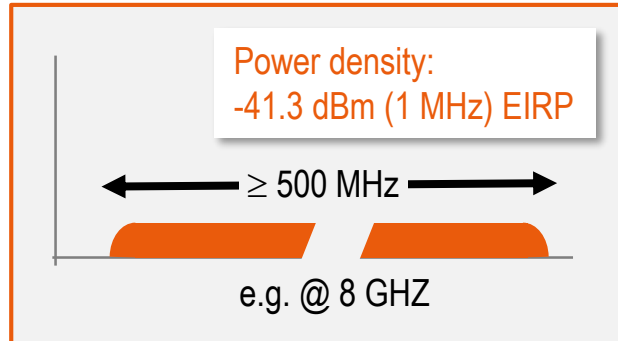 Power density:
-41.3 dBm (1 MHz) EIRP
≥ 500 MHz
e.g. @ 8 GHZ